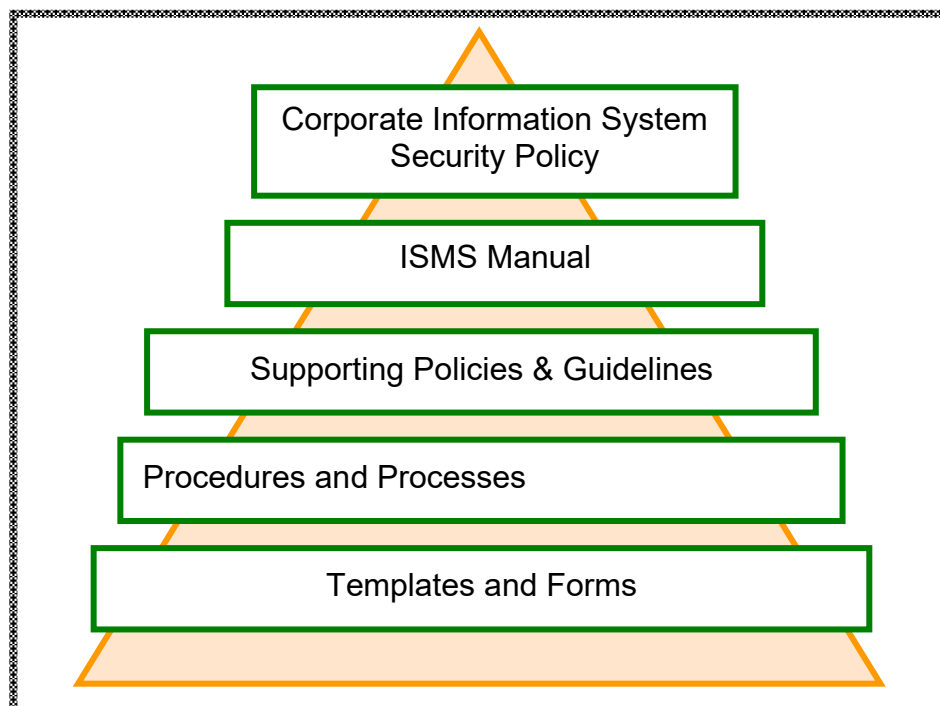 Corporate Information System
Security Policy
ISMS Manual
Supporting Policies & Guidelines
Procedures and Processes
Templates and Forms